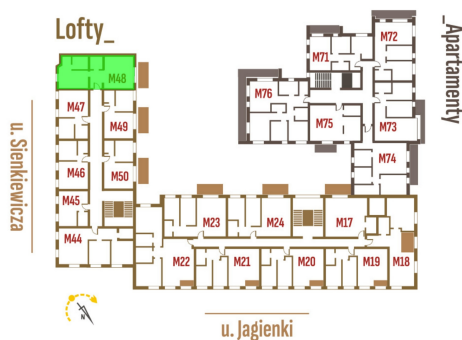 Lofty_
_Apartamenty
M72
M71
M48
M76
M47
M49
M75
M73
M46
M50
M74
M45
M23
M24
M17
M44
M22
M21
M20
M19
M18
u. Sienkiewicza
N
u. Jagienki